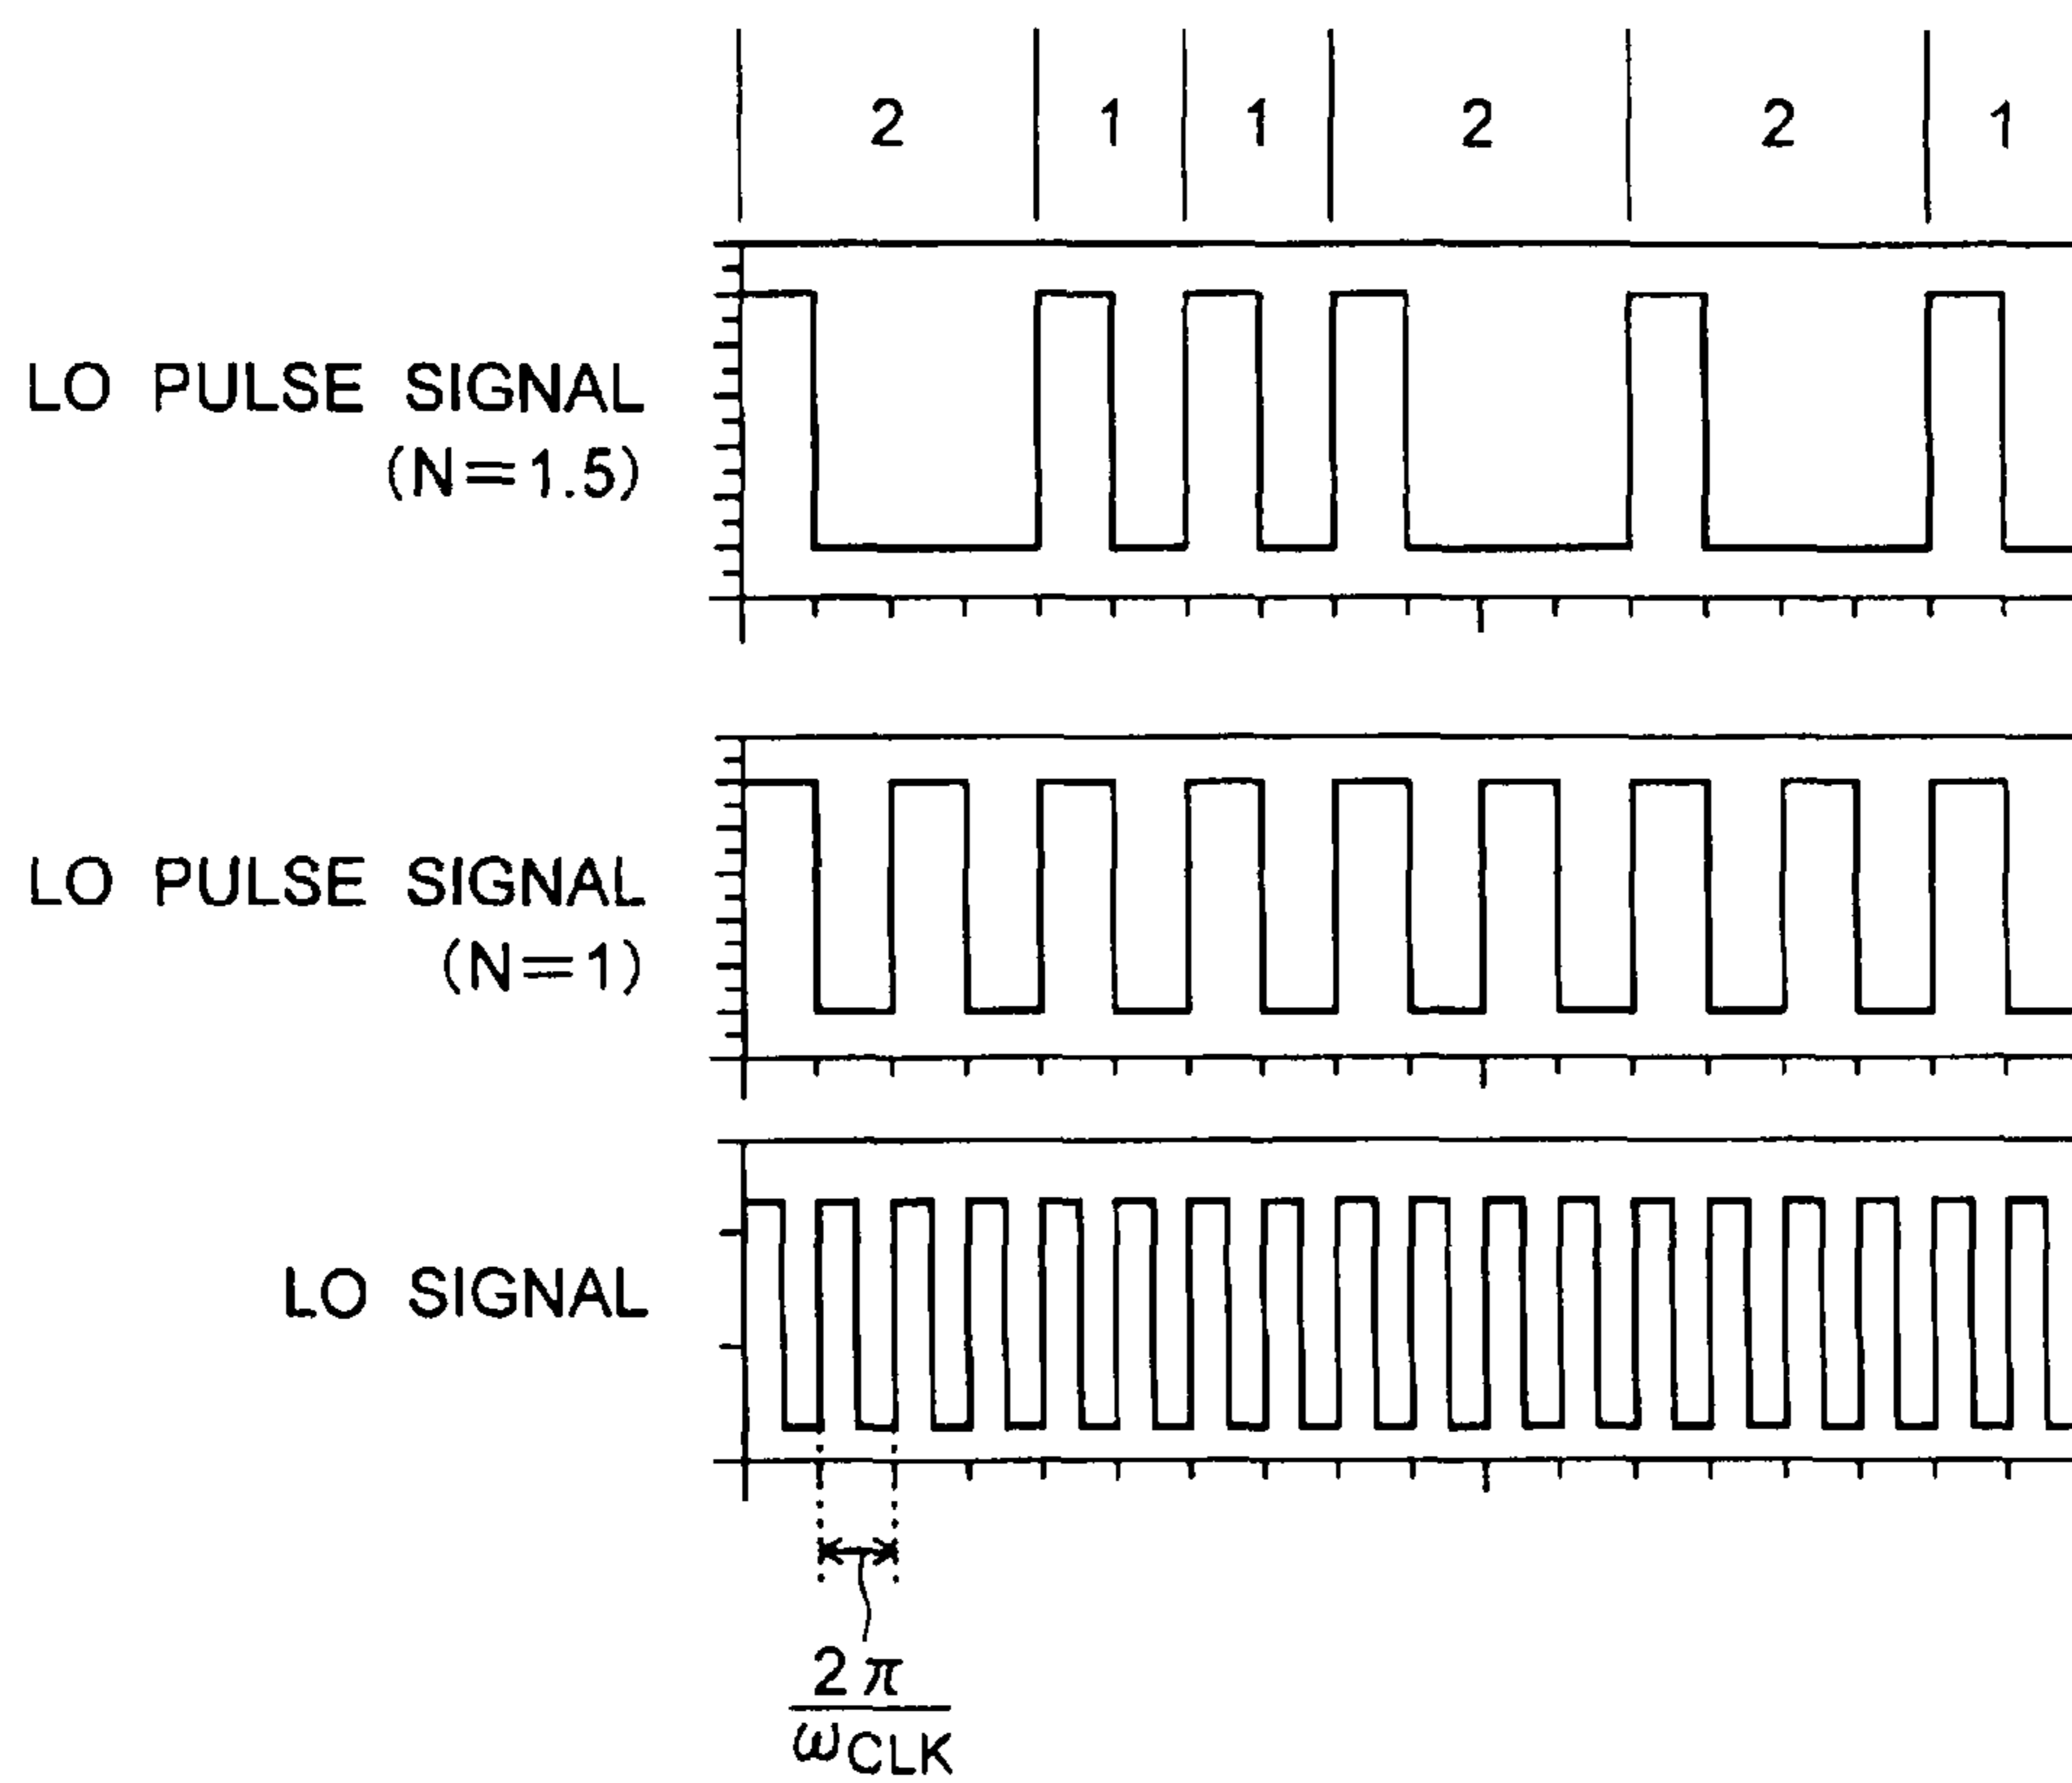 2 1 1 2 2 1
LO PULSE SIGNAL
(N=1.5)
LO PULSE SIGNAL
(N=1)
LO SIGNAL
2π
ωCLK